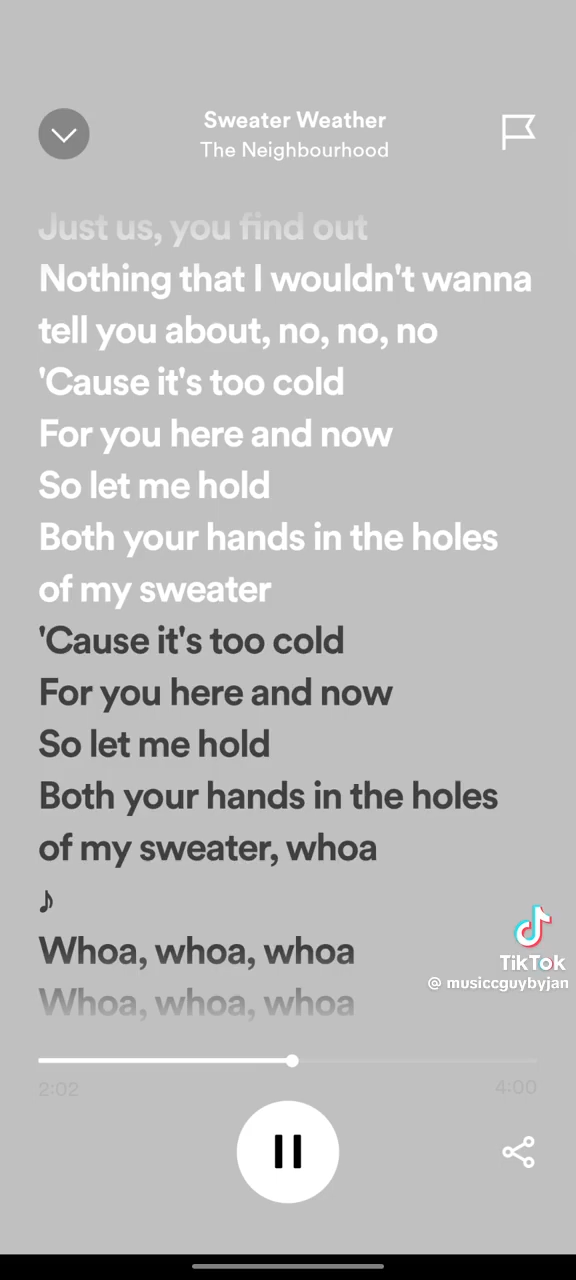 Sweater Weather
The Neighbourhood
Just us, you find out
Nothing that I wouldn't wanna
tell you about, no, no, no
'Cause it's too cold
For you here and now
So let me hold
Both your hands in the holes
of my sweater
'Cause it's too cold
For you here and now
So let me hold
Both your hands in the holes
of my sweater, whoa
♪
Whoa, whoa, whoa
Whoa, whoa, whoa
TikTok
@ musiccguybyjan
2:02
4:00